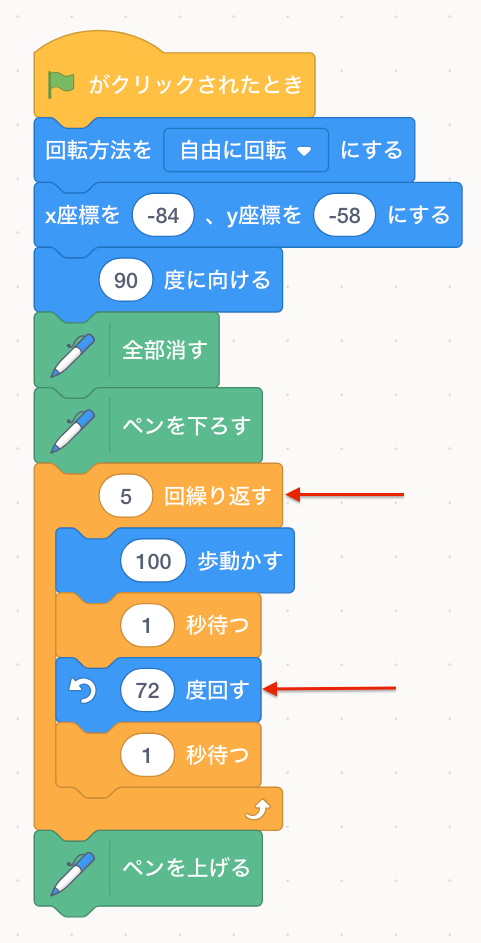 がクリックされたとき
回転方法を 自由に回転 にする
x座標を -84 、y座標を -58 にする
90 度に向ける
全部消す
ペンを下ろす
5 回繰り返す
100 歩動かす
1 秒待つ
72 度回す
1 秒待つ
ペンを上げる